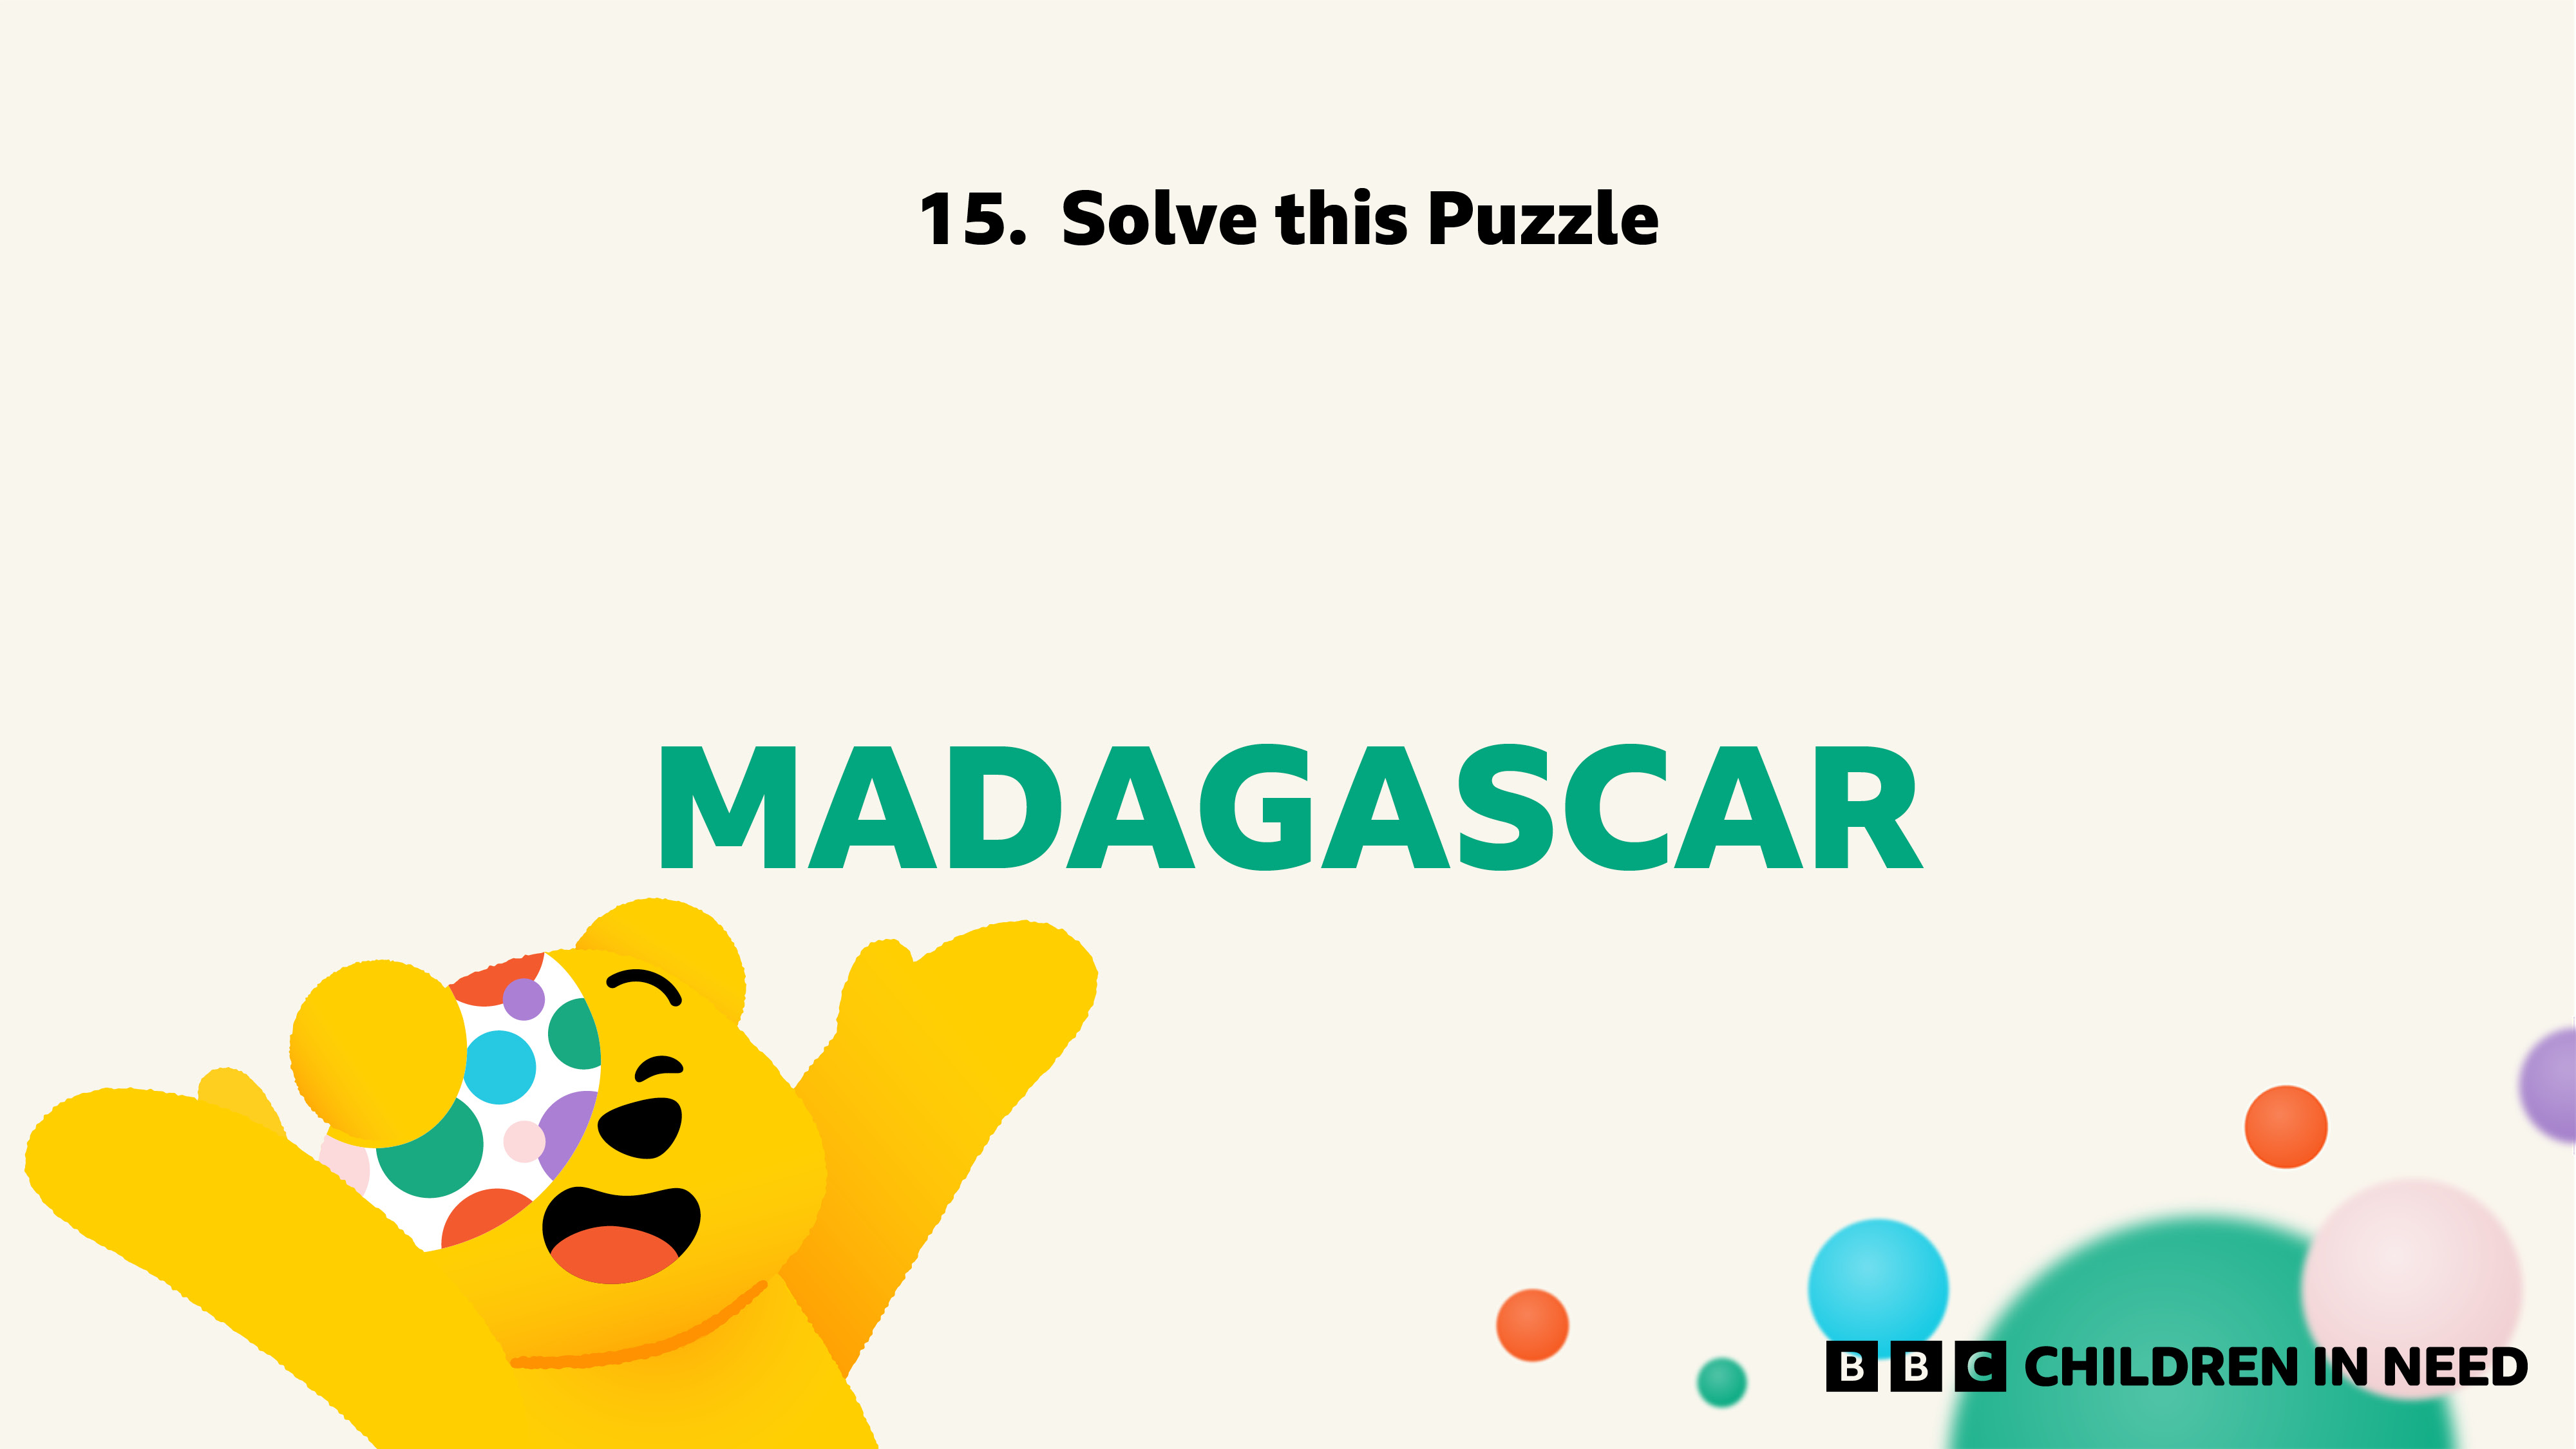 15. Solve this Puzzle
MADAGASCAR
BBC CHILDREN IN NEED